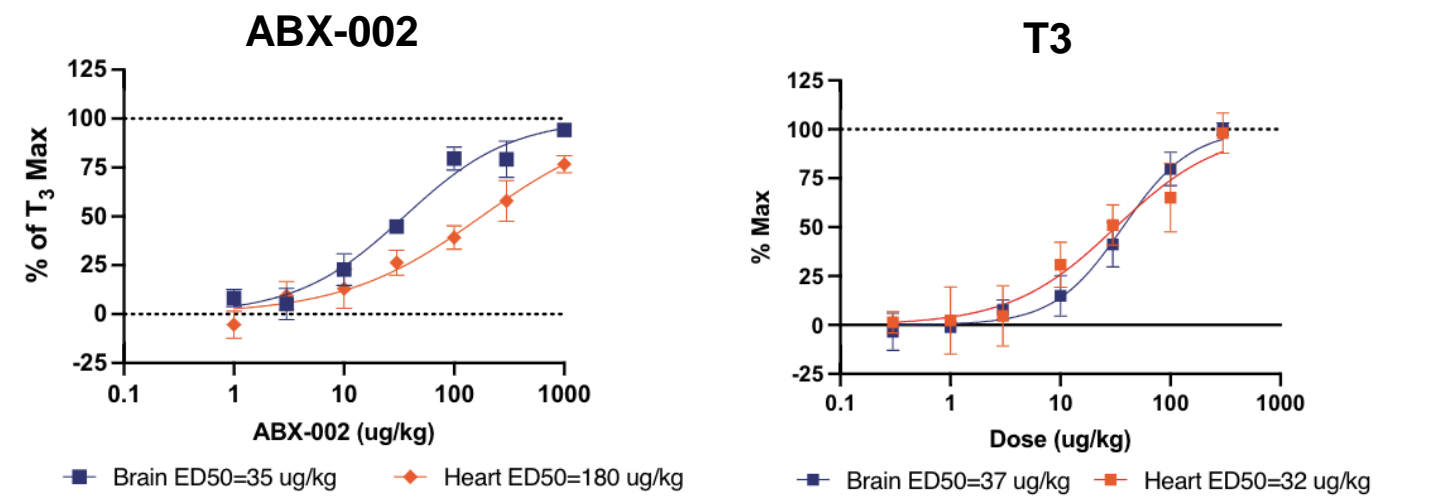 ABX-002
% of T3 Max
125
100
75
50
25
0
-25
0.1 1 10 100 1000
ABX-002 (ug/kg)
Brain ED50=35 ug/kg Heart ED50=180 ug/kg
T3
% Max
125
100
75
50
25
0
-25
0.1 1 10 100 1000
Dose (ug/kg)
Brain ED50=37 ug/kg Heart ED50=32 ug/kg